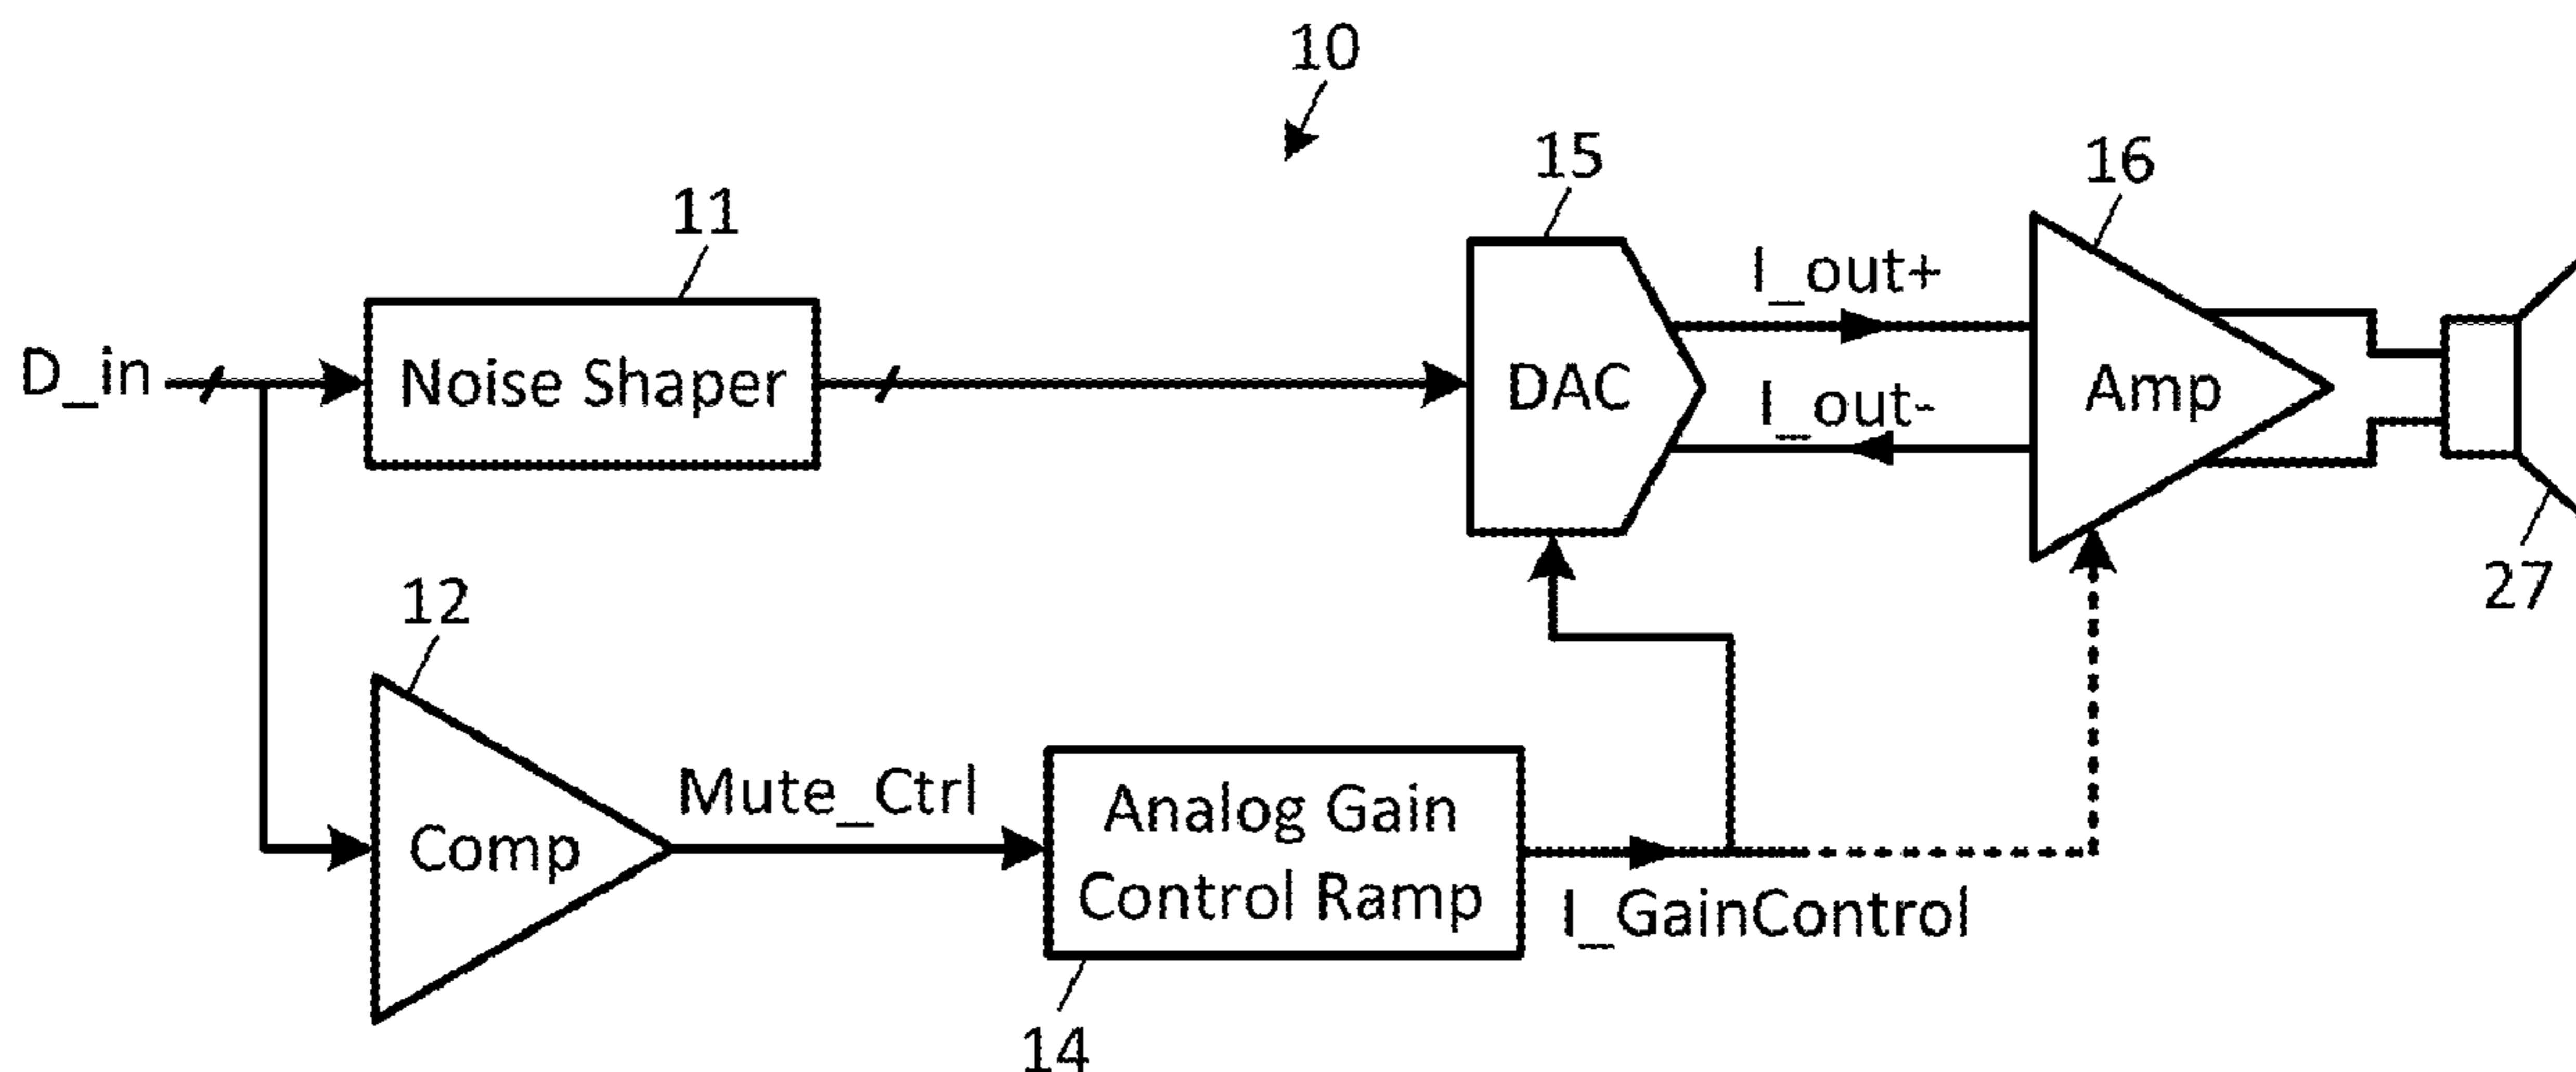 10
15
16
11
I_out+
D_in
Noise Shaper
DAC
I_out-
Amp
27
12
Mute_Ctrl
Analog Gain
Control Ramp
Comp
I_GainControl
14